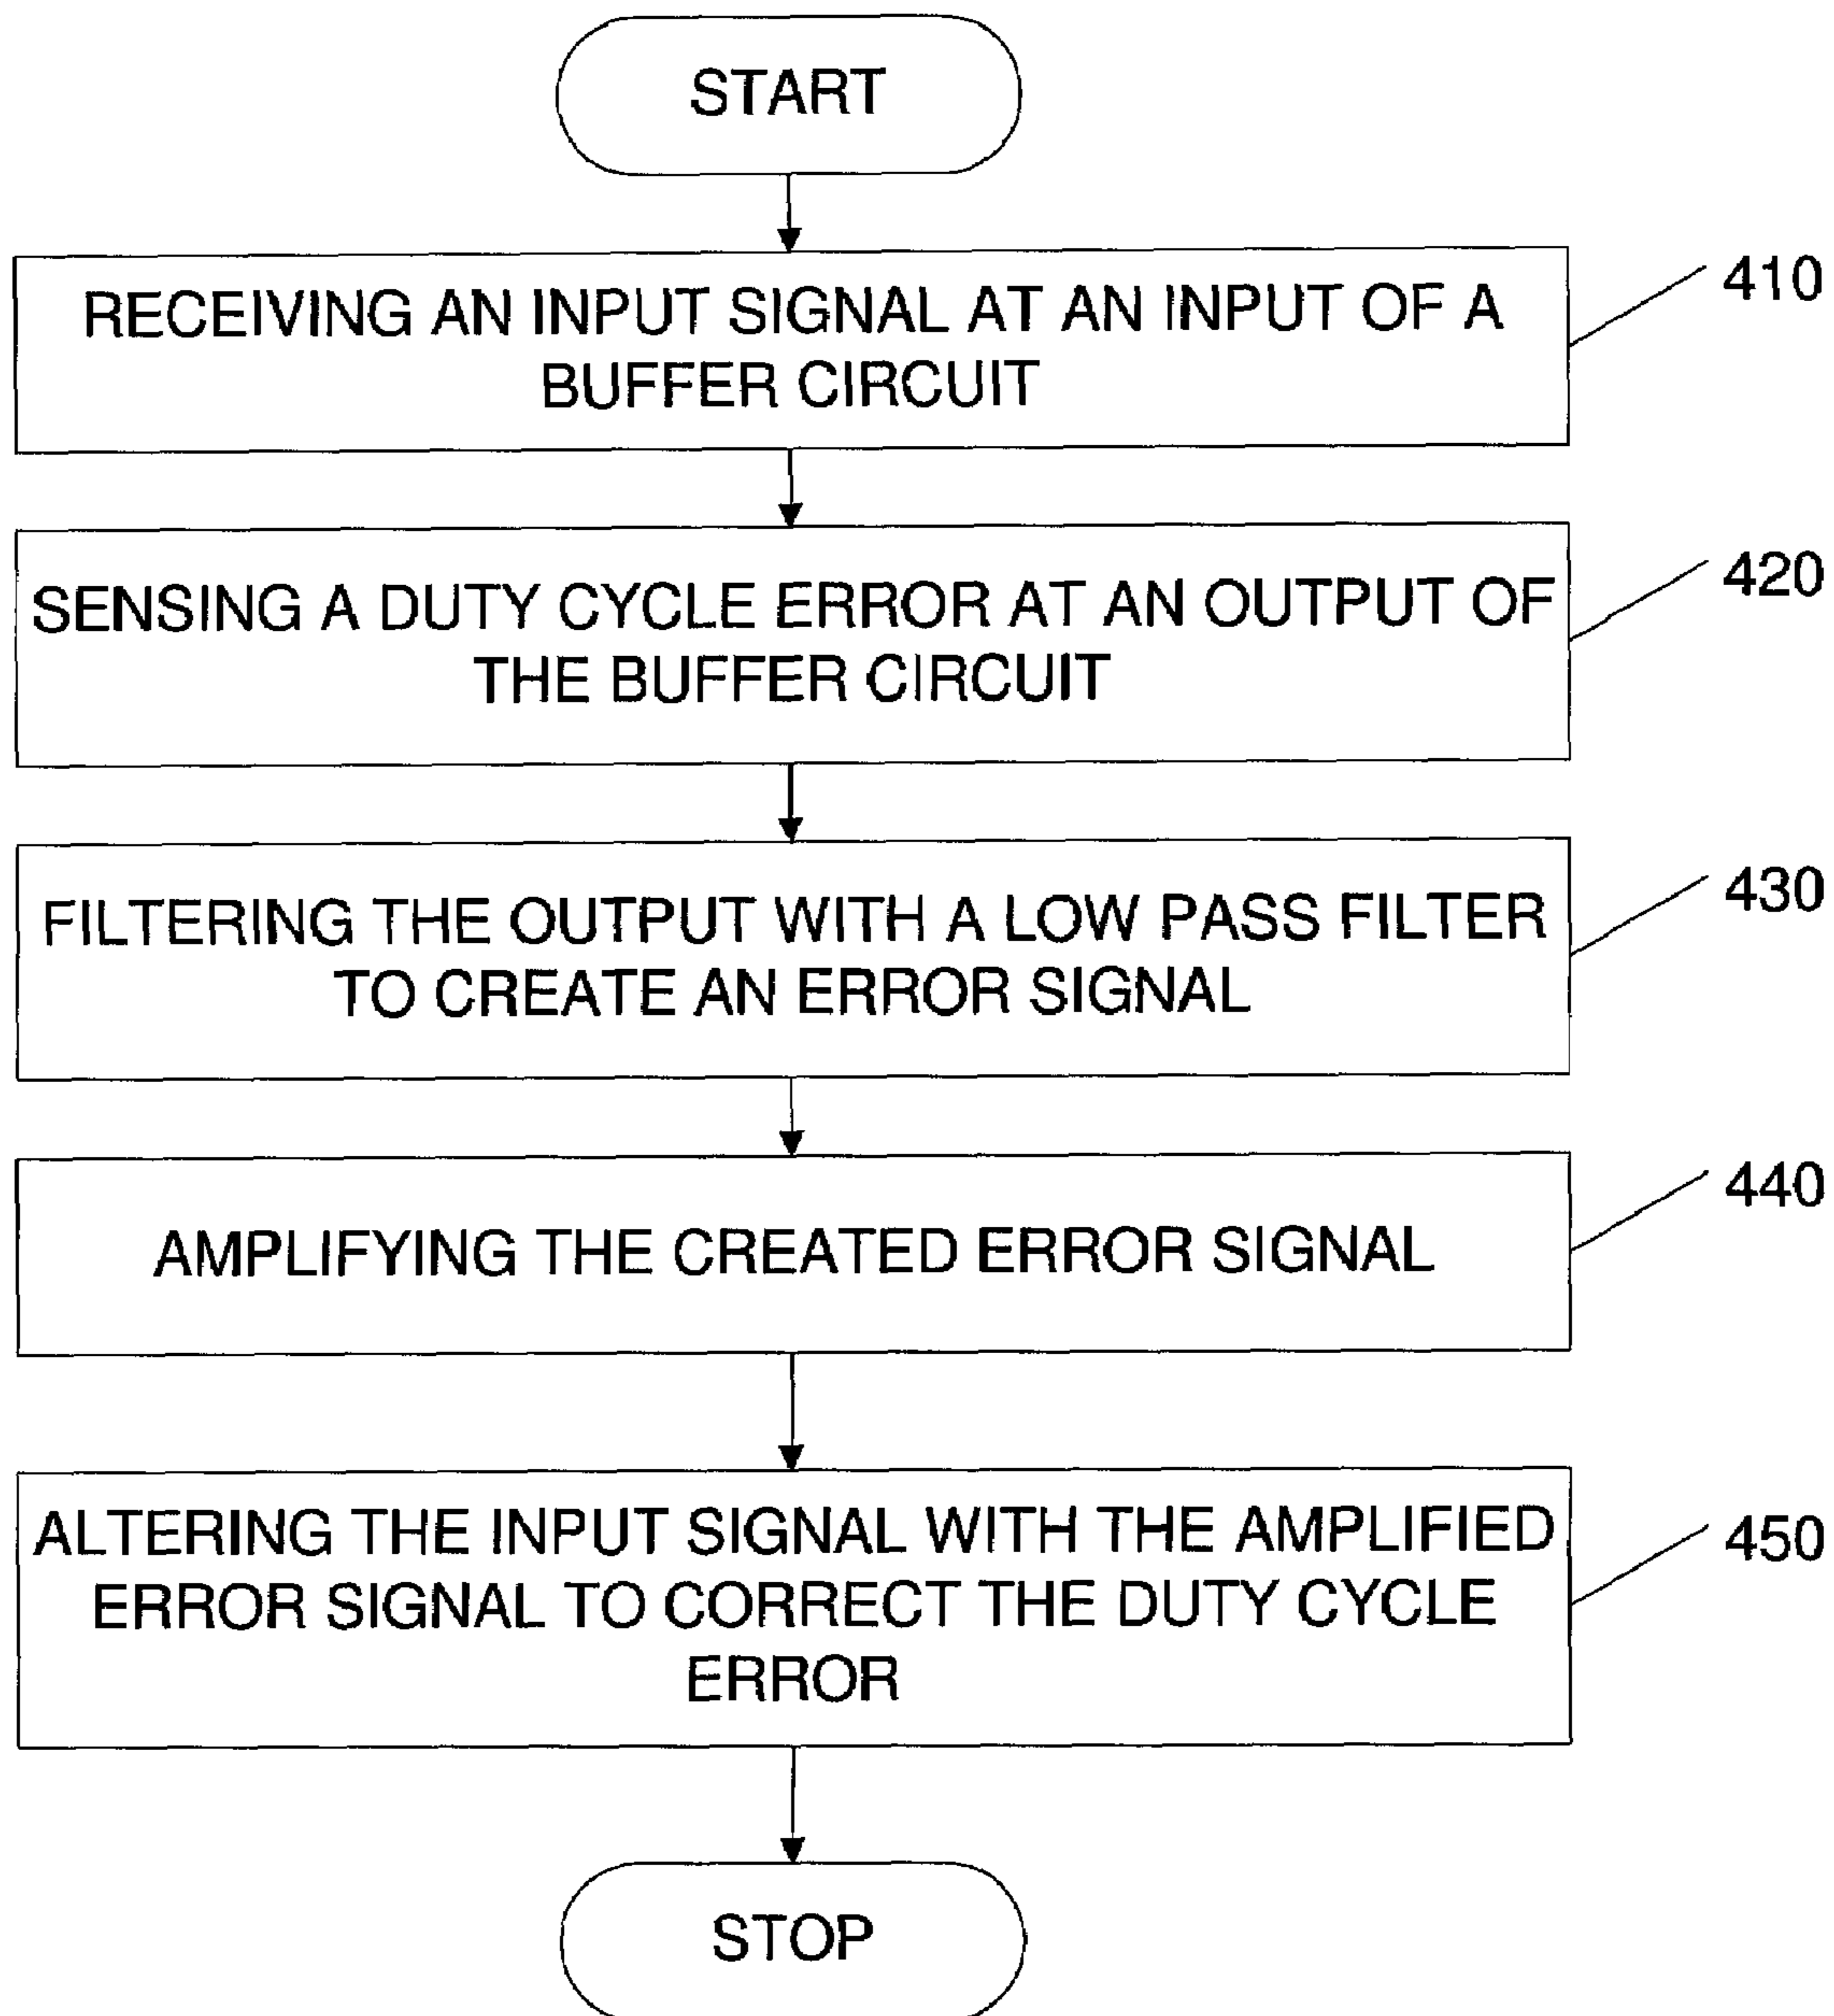 START
RECEIVING AN INPUT SIGNAL AT AN INPUT OF A
BUFFER CIRCUIT
410
SENSING A DUTY CYCLE ERROR AT AN OUTPUT OF
THE BUFFER CIRCUIT
420
FILTERING THE OUTPUT WITH A LOW PASS FILTER
TO CREATE AN ERROR SIGNAL
430
AMPLIFYING THE CREATED ERROR SIGNAL
440
ALTERING THE INPUT SIGNAL WITH THE AMPLIFIED
ERROR SIGNAL TO CORRECT THE DUTY CYCLE
ERROR
450
STOP